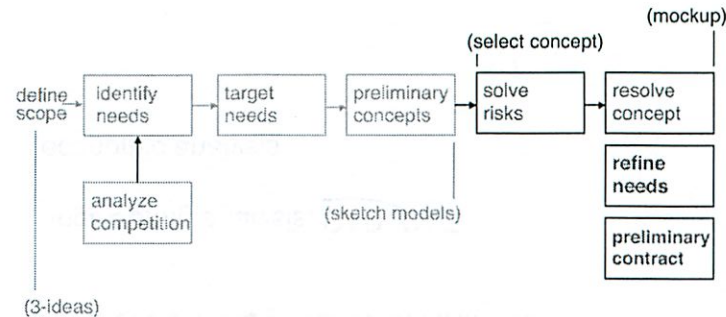 (mockup)
(select concept)
define
scope
identify
needs
target
needs
preliminary
concepts
solve
risks
resolve
concept
analyze
competition
(sketch models)
refine
needs
preliminary
contract
(3-ideas)